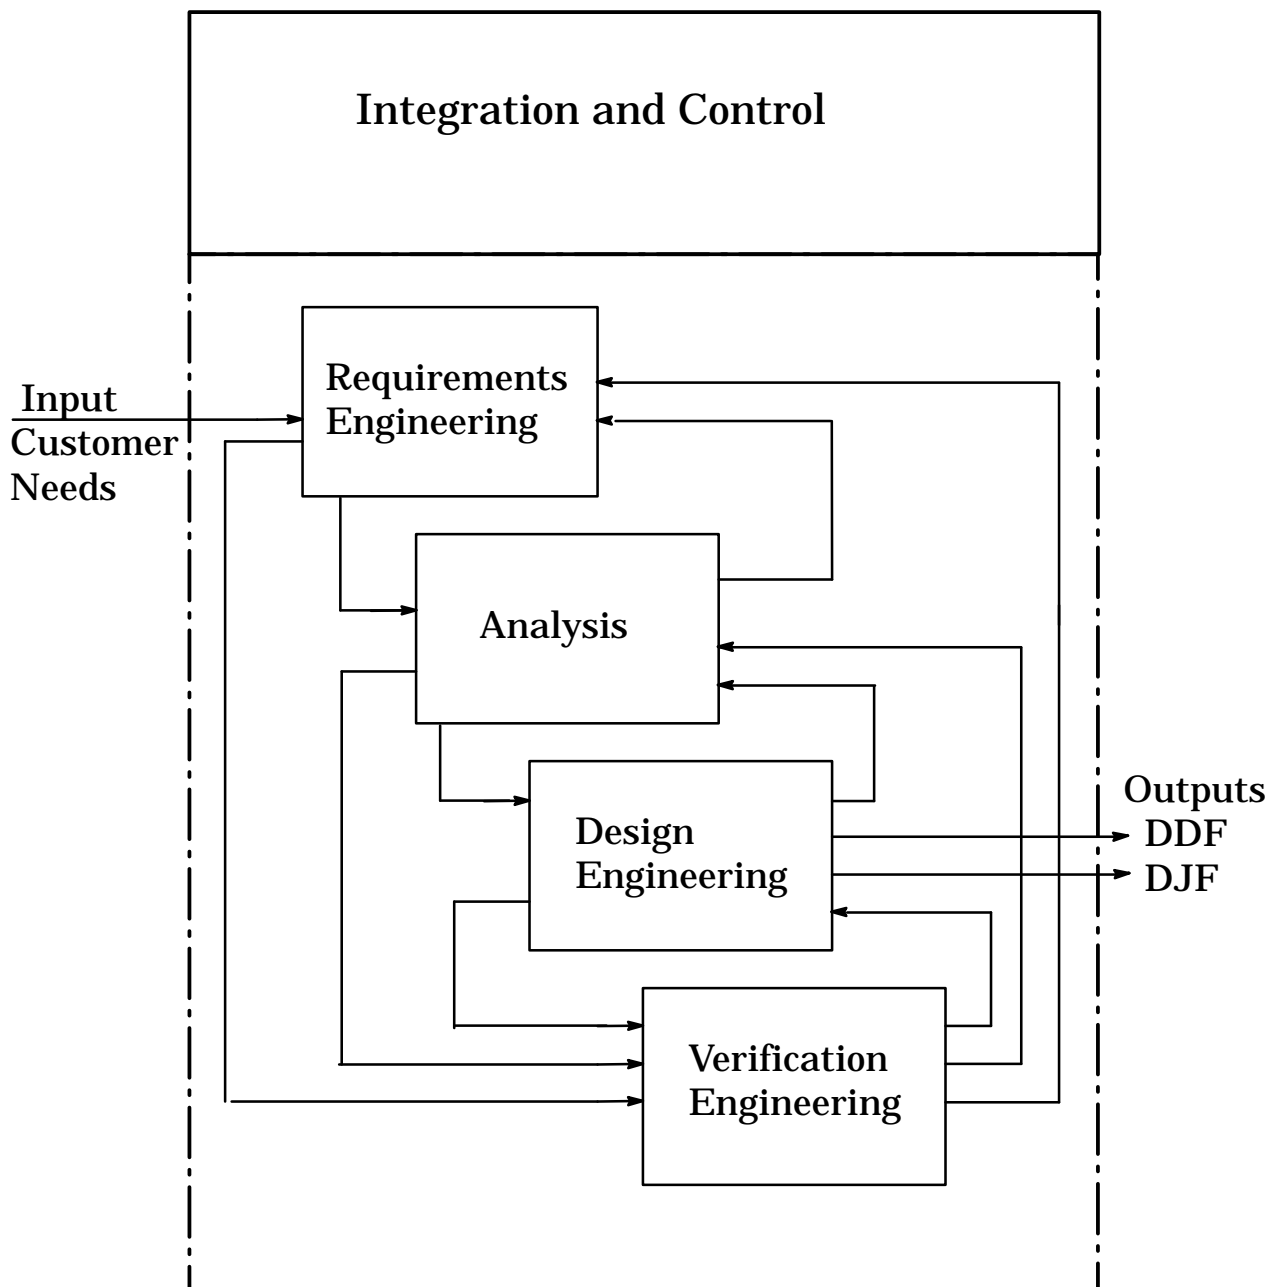 Integration and Control
Requirements
Engineering
Input
Customer
Needs
Analysis
Design
Engineering
Outputs
DDF
DJF
Verification
Engineering